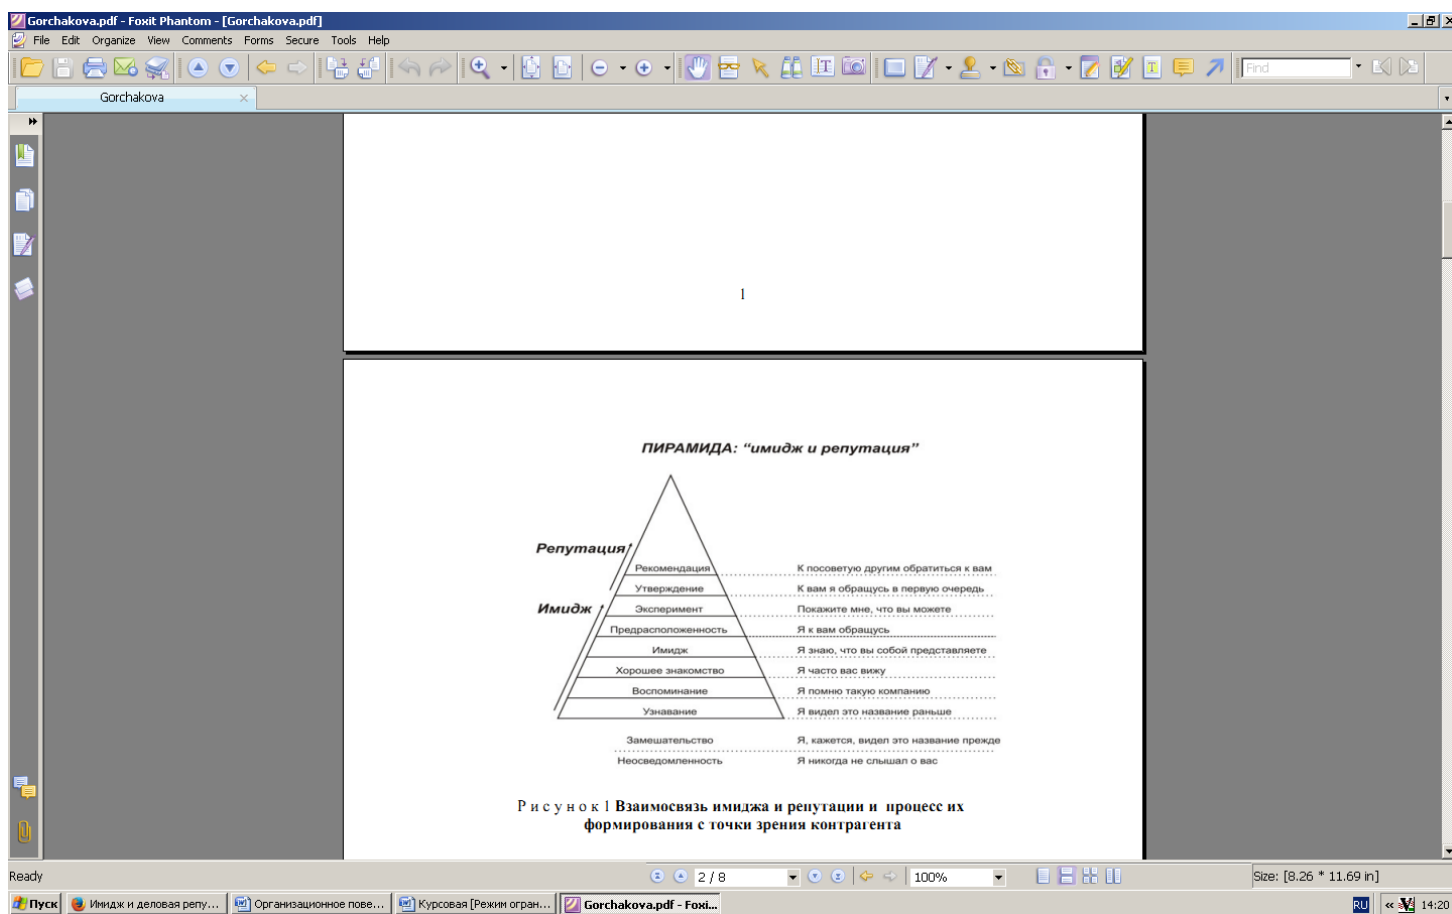 Gorchakova.pdf - Foxit Phantom - [Gorchakova.pdf]
File Edit Organize View Comments Forms Secure Tools Help
Find
Gorchakova
1
ПИРАМИДА: “имидж и репутация”
Репутация
Рекомендация К посоветую другим обратиться к вам
Утверждение К вам я обращусь в первую очередь
Имидж Эксперимент Покажите мне, что вы можете
Предрасположенность Я к вам обращусь
Имидж Я знаю, что вы собой представляете
Хорошее знакомство Я часто вас вижу
Воспоминание Я помню такую компанию
Узнавание Я видел это название раньше
Замешательство Я, кажется, видел это название прежде
Неосведомленность Я никогда не слышал о вас
Рисунок 1 Взаимосвязь имиджа и репутации и процесс их
формирования с точки зрения контрагента
Ready 2 / 8 100% Size: [8.26 * 11.69 in]
Пуск Имидж и деловая репу... Организационное пове... Курсовая [Режим огран... Gorchakova.pdf - Foxi... RU « 14:20